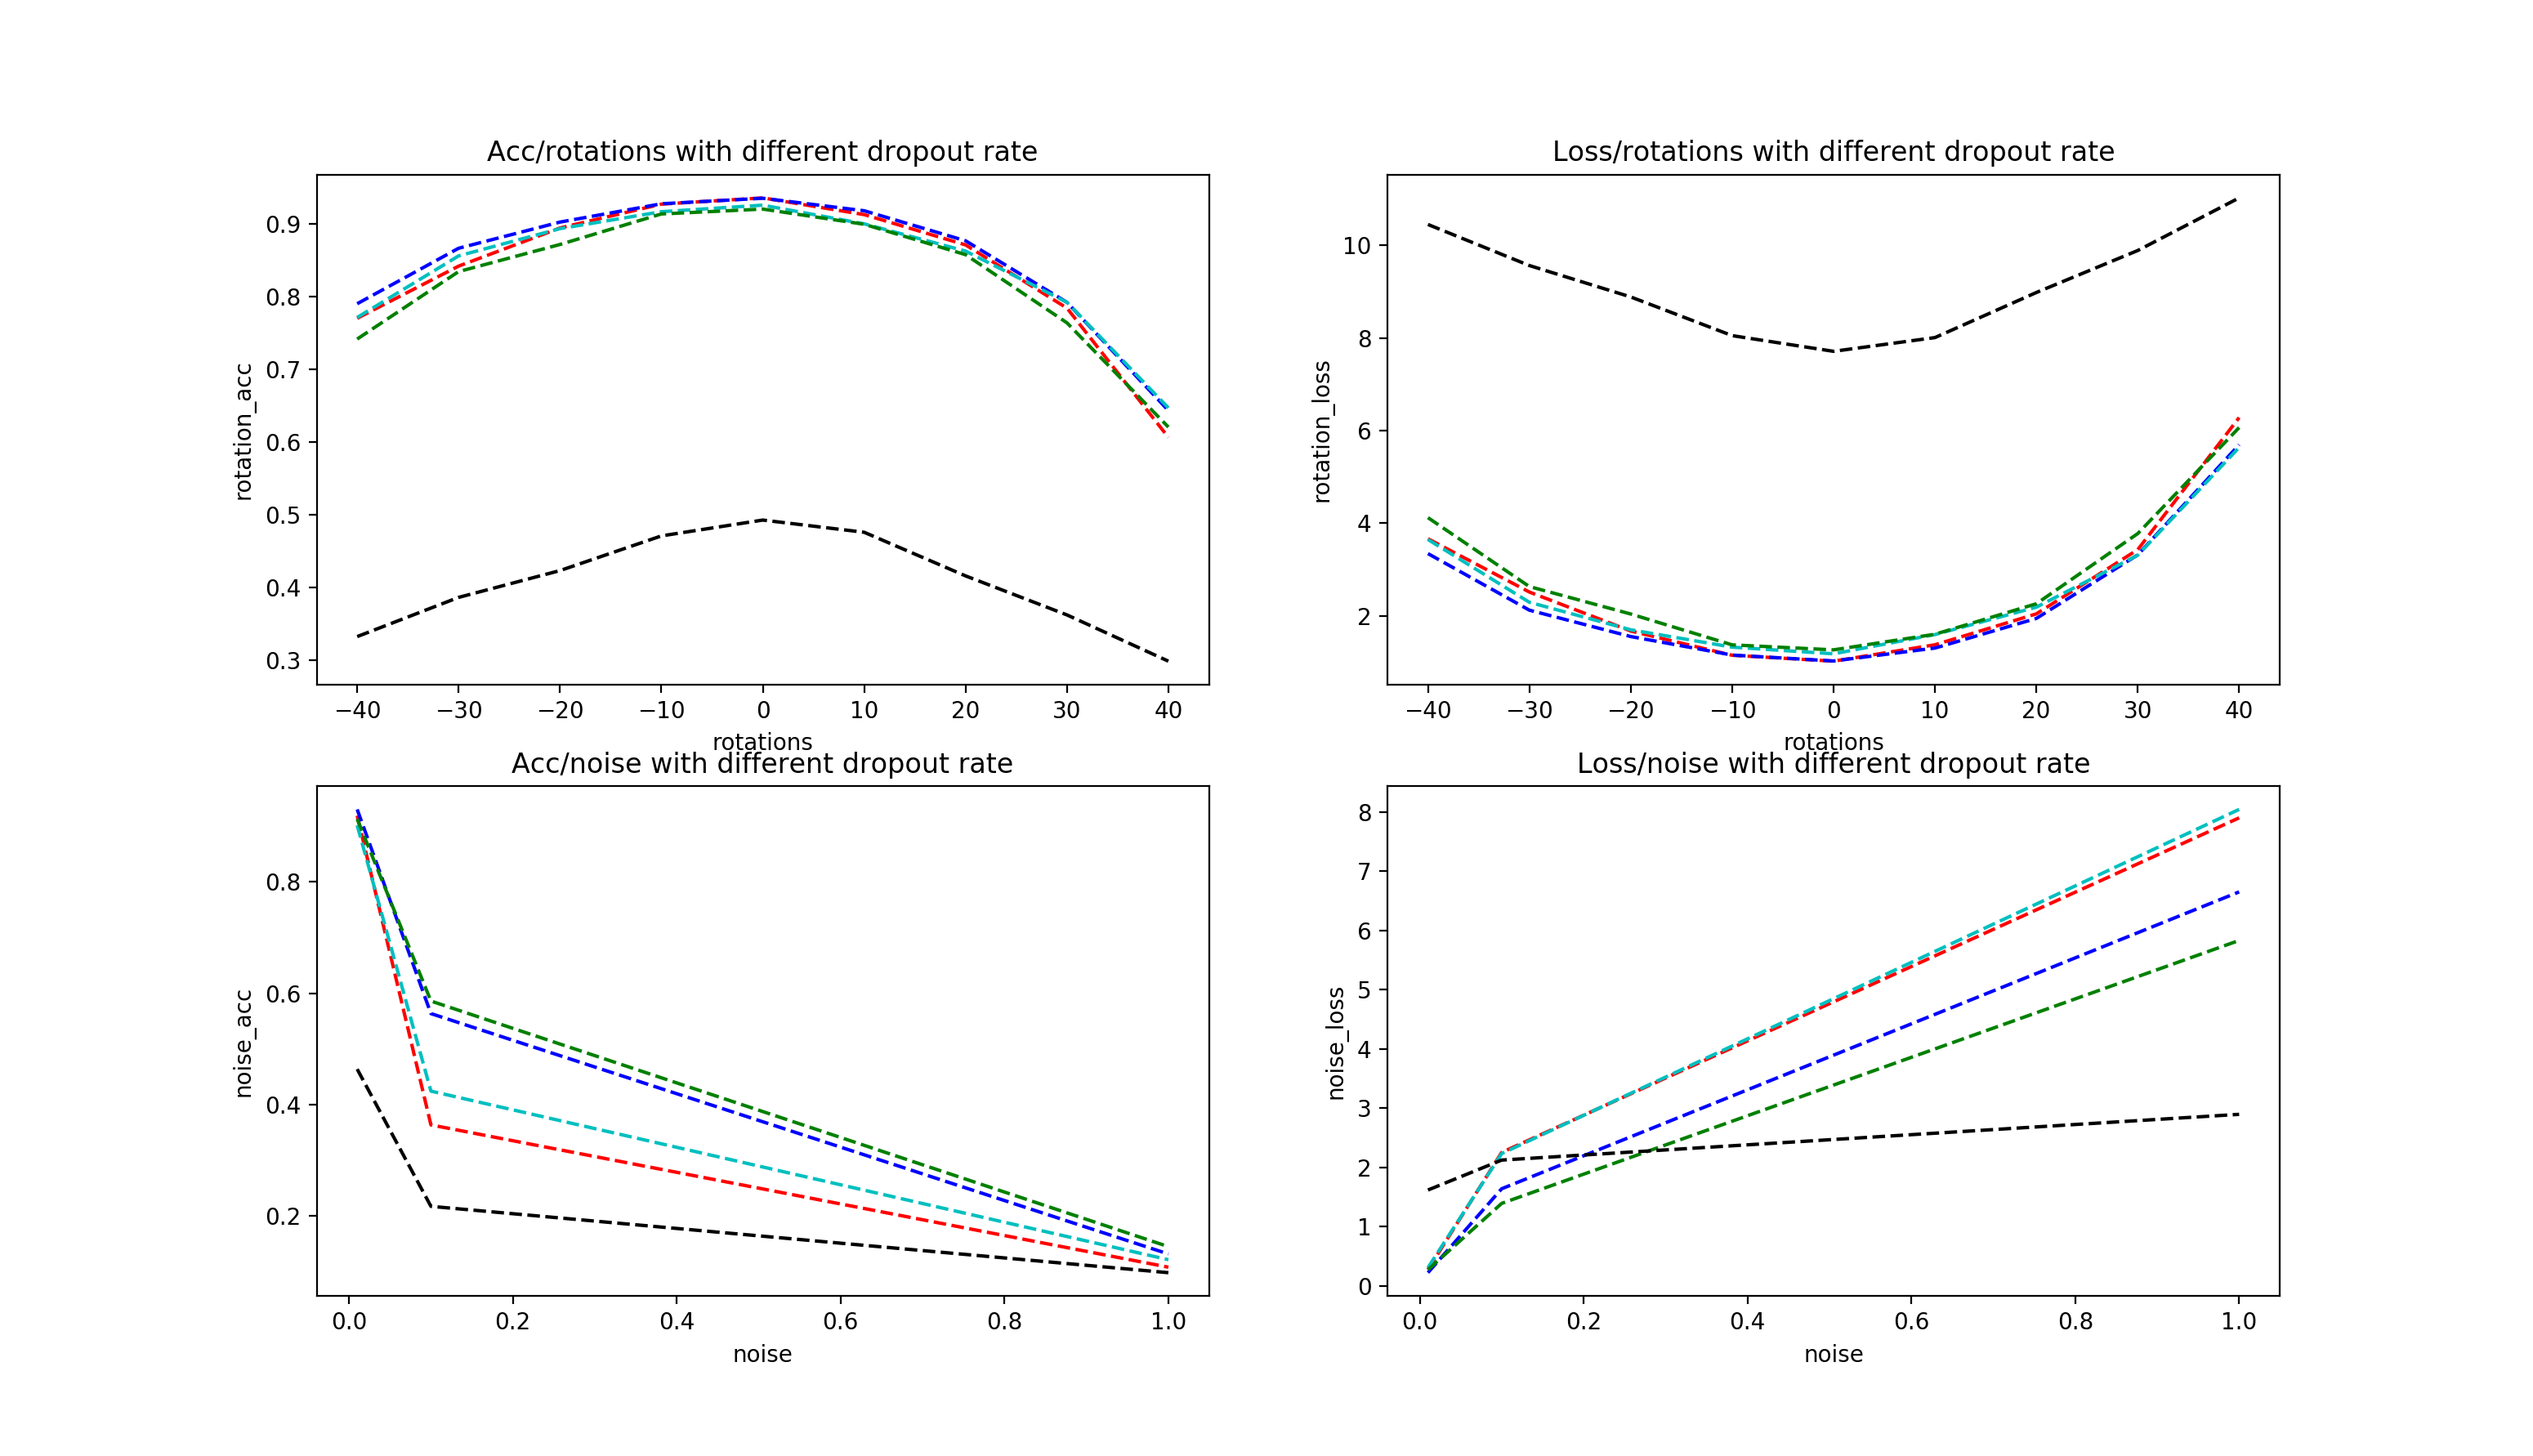 Acc/rotations with different dropout rate
rotation_acc
0.9
0.8
0.7
0.6
0.5
0.4
0.3
−40 −30 −20 −10 0 10 20 30 40
rotations
Loss/rotations with different dropout rate
rotation_loss
10
8
6
4
2
−40 −30 −20 −10 0 10 20 30 40
rotations
Acc/noise with different dropout rate
noise_acc
0.8
0.6
0.4
0.2
0.0 0.2 0.4 0.6 0.8 1.0
noise
Loss/noise with different dropout rate
noise_loss
8
7
6
5
4
3
2
1
0
0.0 0.2 0.4 0.6 0.8 1.0
noise